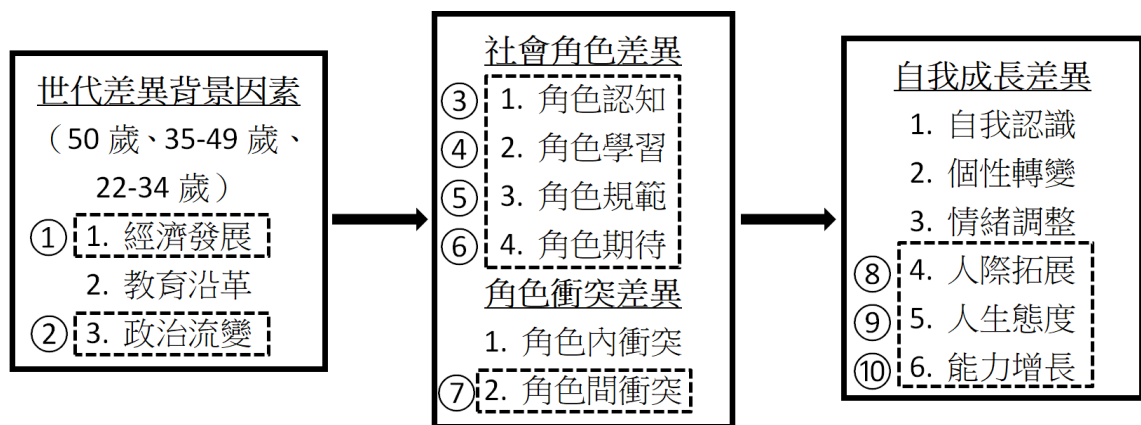 世代差異背景因素
（50 歲、35-49 歲、
22-34 歲）
① 1. 經濟發展
2. 教育沿革
② 3. 政治流變
社會角色差異
③ 1. 角色認知
④ 2. 角色學習
⑤ 3. 角色規範
⑥ 4. 角色期待
角色衝突差異
1. 角色內衝突
⑦ 2. 角色間衝突
自我成長差異
1. 自我認識
2. 個性轉變
3. 情緒調整
⑧ 4. 人際拓展
⑨ 5. 人生態度
⑩ 6. 能力增長